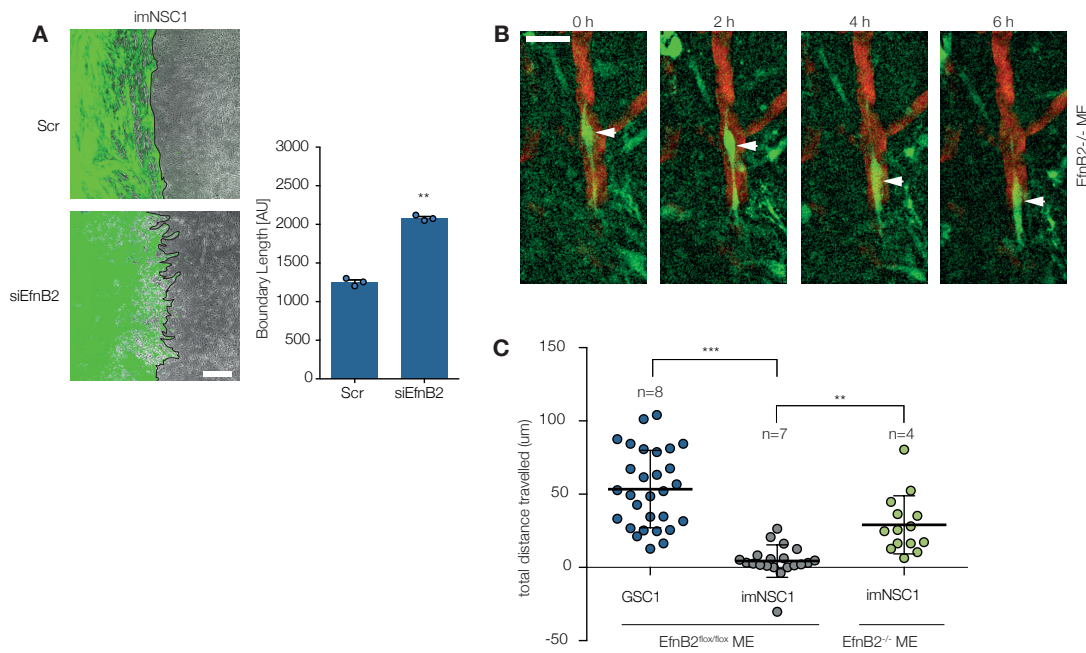 A
imNSC1
Scr
siEfnB2
Boundary Length [AU]
3000
2500
2000
1500
1000
500
0
**
Scr
siEfnB2
B
0 h
2 h
4 h
6 h
EfnB2-/- ME
C
total distance travelled (um)
150
100
50
0
-50
***
**
n=8
n=7
n=4
GSC1
imNSC1
imNSC1
EfnB2flox/flox ME
EfnB2-/- ME